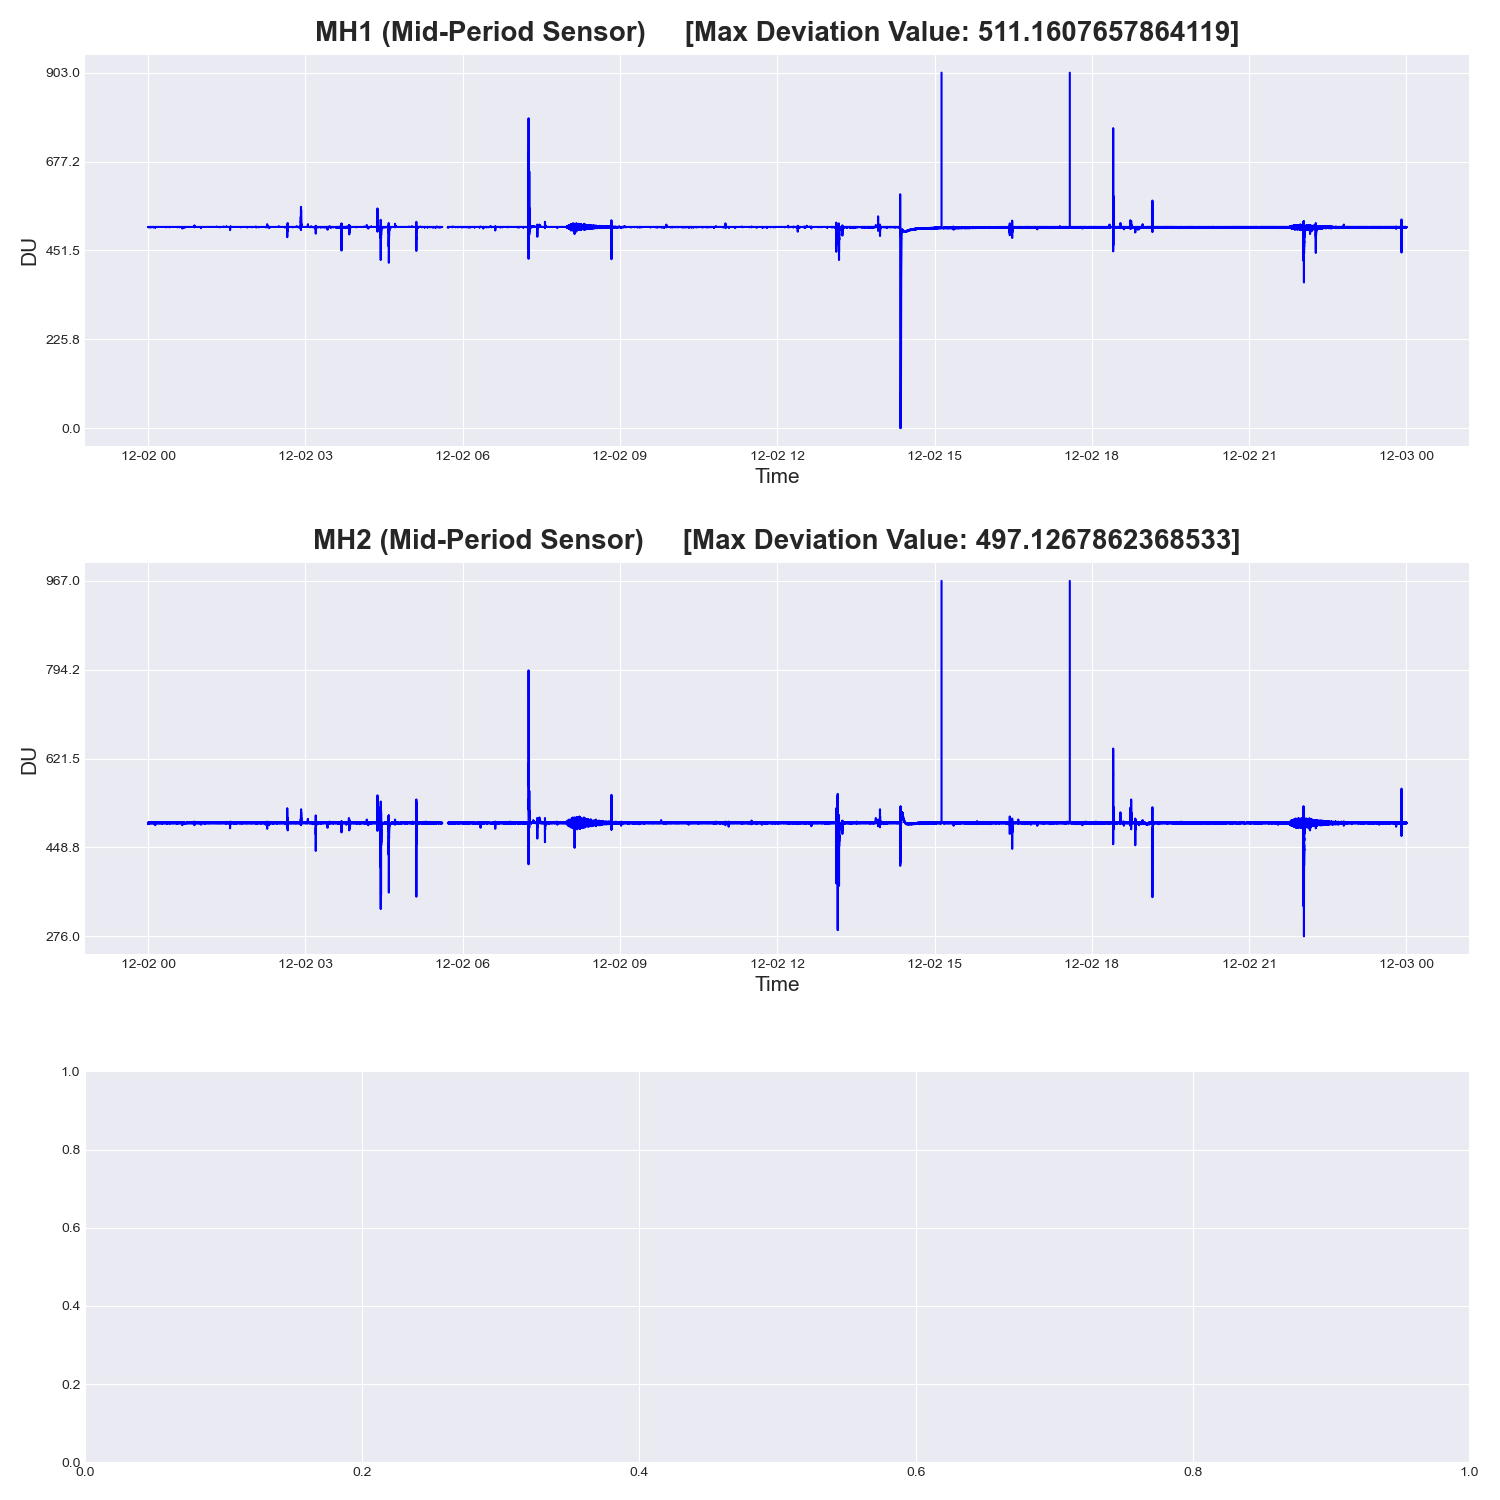 MH1 (Mid-Period Sensor) [Max Deviation Value: 511.1607657864119]
903.0
677.2
451.5
225.8
0.0
DU
12-02 00 12-02 03 12-02 06 12-02 09 12-02 12 12-02 15 12-02 18 12-02 21 12-03 00
Time
MH2 (Mid-Period Sensor) [Max Deviation Value: 497.1267862368533]
967.0
794.2
621.5
448.8
276.0
DU
12-02 00 12-02 03 12-02 06 12-02 09 12-02 12 12-02 15 12-02 18 12-02 21 12-03 00
Time
1.0
0.8
0.6
0.4
0.2
0.0
0.0 0.2 0.4 0.6 0.8 1.0